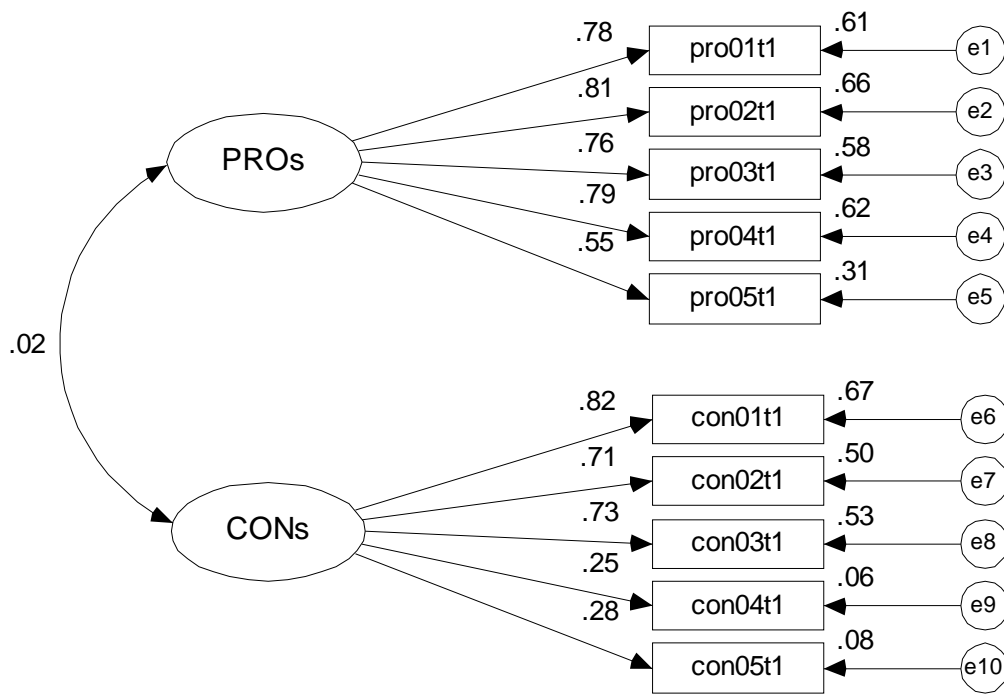 .78 pro01t1 .61 e1
.81 pro02t1 .66 e2
PROs
.76 pro03t1 .58 e3
.79 pro04t1 .62 e4
.55 pro05t1 .31 e5
.02
.82 con01t1 .67 e6
.71 con02t1 .50 e7
CONs
.73 con03t1 .53 e8
.25 con04t1 .06 e9
.28 con05t1 .08 e10